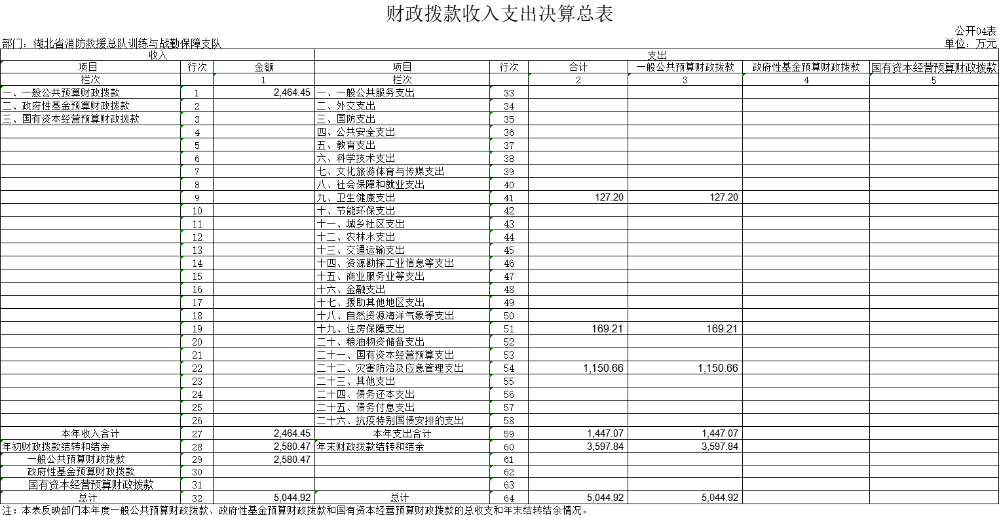 财政拨款收入支出决算总表
公开04表
部门：湖北省消防救援总队训练与战勤保障支队 单位：万元
收入 支出
项目 行次 金额 项目 行次 合计 一般公共预算财政拨款 政府性基金预算财政拨款 国有资本经营预算财政拨款
栏次 1 栏次 2 3 4 5
一、一般公共预算财政拨款 1 2,464.45 一、一般公共服务支出 33
二、政府性基金预算财政拨款 2 二、外交支出 34
三、国有资本经营预算财政拨款 3 三、国防支出 35
4 四、公共安全支出 36
5 五、教育支出 37
6 六、科学技术支出 38
7 七、文化旅游体育与传媒支出 39
8 八、社会保障和就业支出 40
9 九、卫生健康支出 41 127.20 127.20
10 十、节能环保支出 42
11 十一、城乡社区支出 43
12 十二、农林水支出 44
13 十三、交通运输支出 45
14 十四、资源勘探工业信息等支出 46
15 十五、商业服务业等支出 47
16 十六、金融支出 48
17 十七、援助其他地区支出 49
18 十八、自然资源海洋气象等支出 50
19 十九、住房保障支出 51 169.21 169.21
20 二十、粮油物资储备支出 52
21 二十一、国有资本经营预算支出 53
22 二十二、灾害防治及应急管理支出 54 1,150.66 1,150.66
23 二十三、其他支出 55
24 二十四、债务还本支出 56
25 二十五、债务付息支出 57
26 二十六、抗疫特别国债安排的支出 58
本年收入合计 27 2,464.45 本年支出合计 59 1,447.07 1,447.07
年初财政拨款结转和结余 28 2,580.47 年末财政拨款结转和结余 60 3,597.84 3,597.84
一般公共预算财政拨款 29 2,580.47 61
政府性基金预算财政拨款 30 62
国有资本经营预算财政拨款 31 63
总计 32 5,044.92 总计 64 5,044.92 5,044.92
注：本表反映部门本年度一般公共预算财政拨款、政府性基金预算财政拨款和国有资本经营预算财政拨款的总收支和年末结转结余情况。